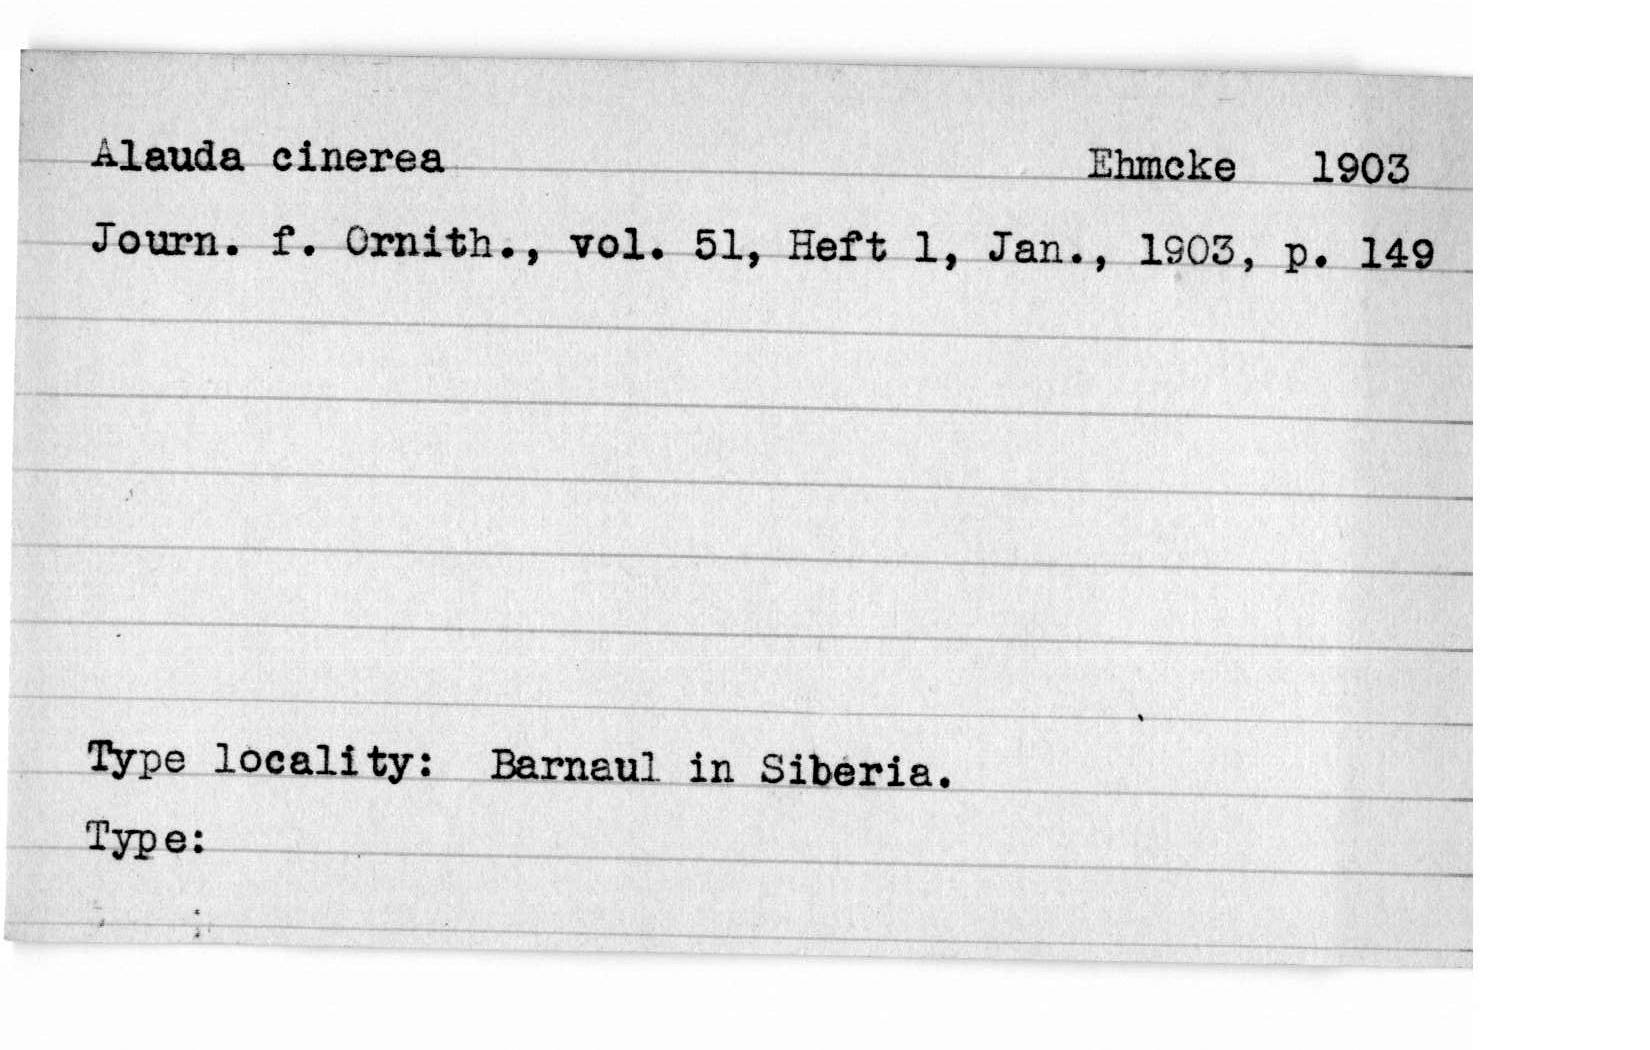 Alauda cinerea Ehmcke 1903
Journ. f. Ornith., vol. 51, Heft 1, Jan., 1903, p. 149
Type locality: Barnaul in Siberia.
Type: